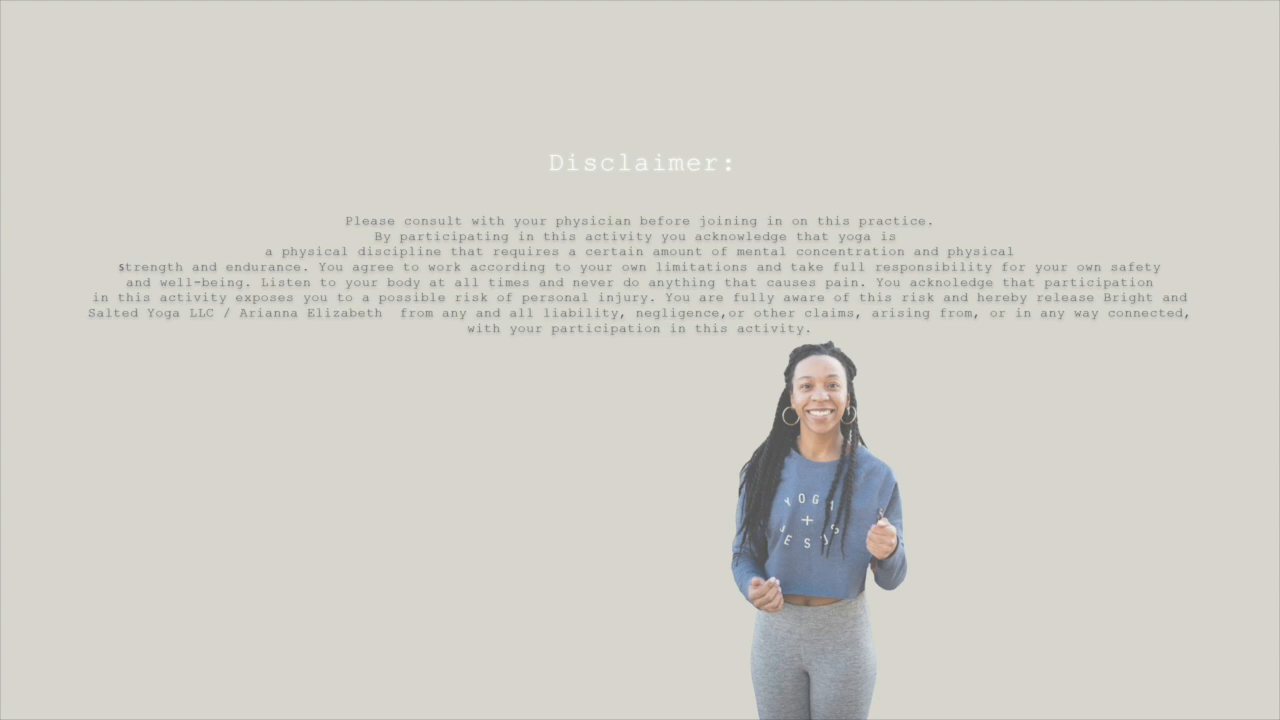 Disclaimer:
Please consult with your physician before joining in on this practice.
By participating in this activity you acknowledge that yoga is
a physical discipline that requires a certain amount of mental concentration and physical
strength and endurance. You agree to work according to your own limitations and take full responsibility for your own safety
and well-being. Listen to your body at all times and never do anything that causes pain. You acknoledge that participation
in this activity exposes you to a possible risk of personal injury. You are fully aware of this risk and hereby release Bright and
Salted Yoga LLC / Arianna Elizabeth  from any and all liability, negligence,or other claims, arising from, or in any way connected,
with your participation in this activity.
YOGA
+
JESUS